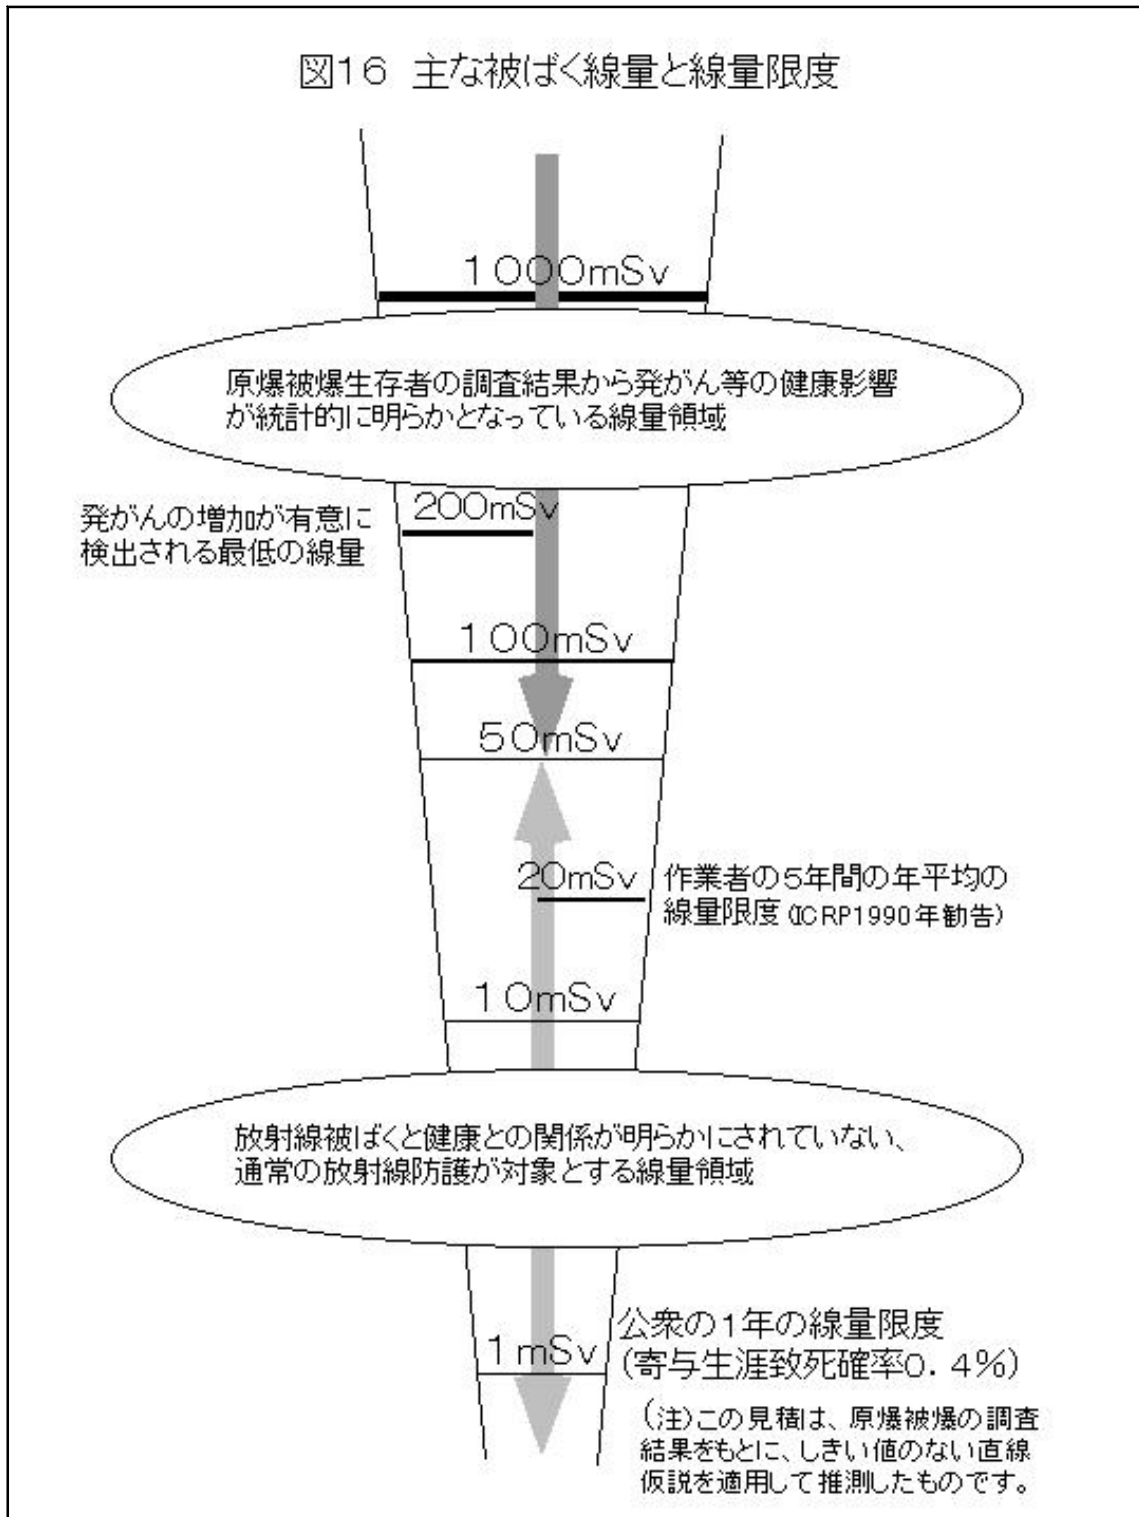 図16 主な被ばく線量と線量限度
1000mSv
原爆被爆生存者の調査結果から発がん等の健康影響
が統計的に明らかとなっている線量領域
200mSv
発がんの増加が有意に
検出される最低の線量
100mSv
50mSv
20mSv
作業者の5年間の年平均の
線量限度(ICRP1990年勧告)
10mSv
放射線被ばくと健康との関係が明らかにされていない、
通常の放射線防護が対象とする線量領域
1mSv
公衆の1年の線量限度
(寄与生涯致死確率0.4%)
(注)この見積は、原爆被爆の調査
結果をもとに、しきい値のない直線
仮説を適用して推測したものです。